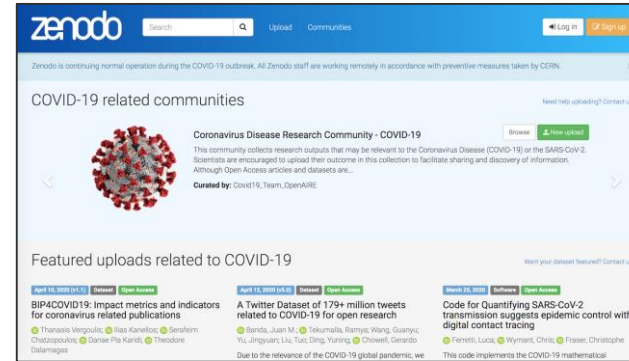 zenodo
Search
Upload
Communities
Log in
Sign up
Zenodo is continuing normal operation during the COVID-19 outbreak. All Zenodo staff are working remotely in accordance with preventive measures taken by CERN.
COVID-19 related communities
Need help uploading? Contact u
Coronavirus Disease Research Community - COVID-19
Browse
New upload
This community collects research outputs that may be relevant to the Coronavirus Disease (COVID-19) or the SARS-CoV-2.
Scientists are encouraged to upload their outcome in this collection to facilitate sharing and discovery of information.
Although Open Access articles and datasets are...
Curated by: Covid19_Team_OpenAIRE
Featured uploads related to COVID-19
Want your dataset featured? Contact u
April 10, 2020 (v1.1) Dataset Open Access
BIP4COVID19: Impact metrics and indicators
for coronavirus related publications
Thanasis Vergoulis; Ilias Kanellos; Serafeim
Chatzopoulos; Danae Pla Karidi; Theodore
Dalamagas
April 12, 2020 (v5.0) Dataset Open Access
A Twitter Dataset of 179+ million tweets
related to COVID-19 for open research
Banda, Juan M.; Tekumalla, Ramya; Wang, Guanyu;
Yu, Jingyuan; Liu, Tuo; Ding, Yuning; Chowell, Gerardo
Due to the relevance of the COVID-19 global pandemic, we
March 25, 2020 Software Open Access
Code for Quantifying SARS-CoV-2
transmission suggests epidemic control with
digital contact tracing
Ferretti, Luca; Wymant, Chris; Fraser, Christophe
This code implements the COVID-19 mathematical